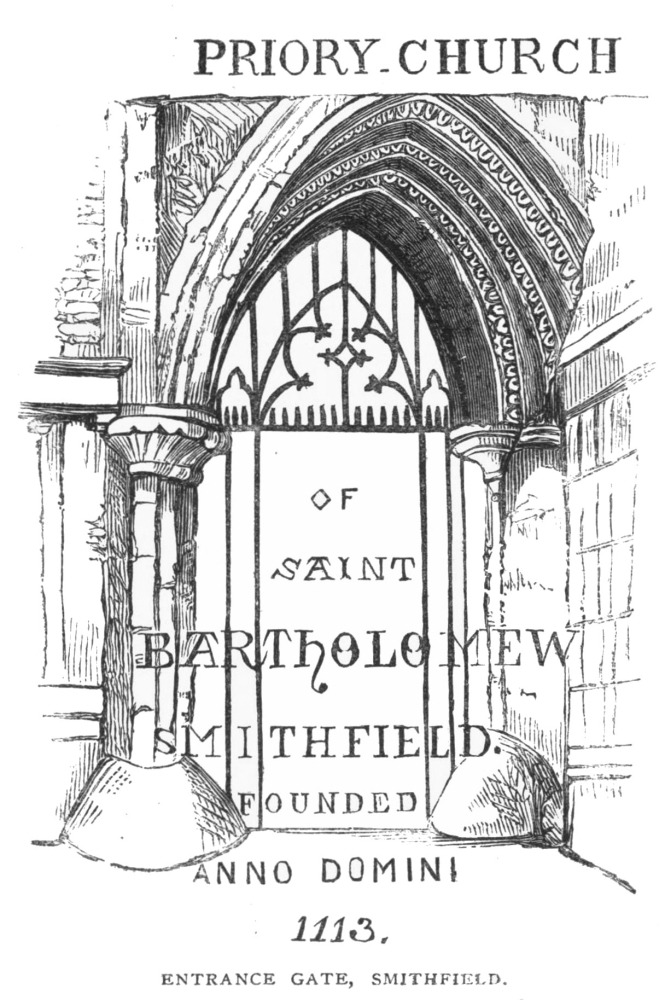 PRIORY-CHURCH
OF
SAINT
BARTHOLOMEW
SMITHFIELD.
FOUNDED
ANNO DOMINI
1113.
ENTRANCE GATE, SMITHFIELD.